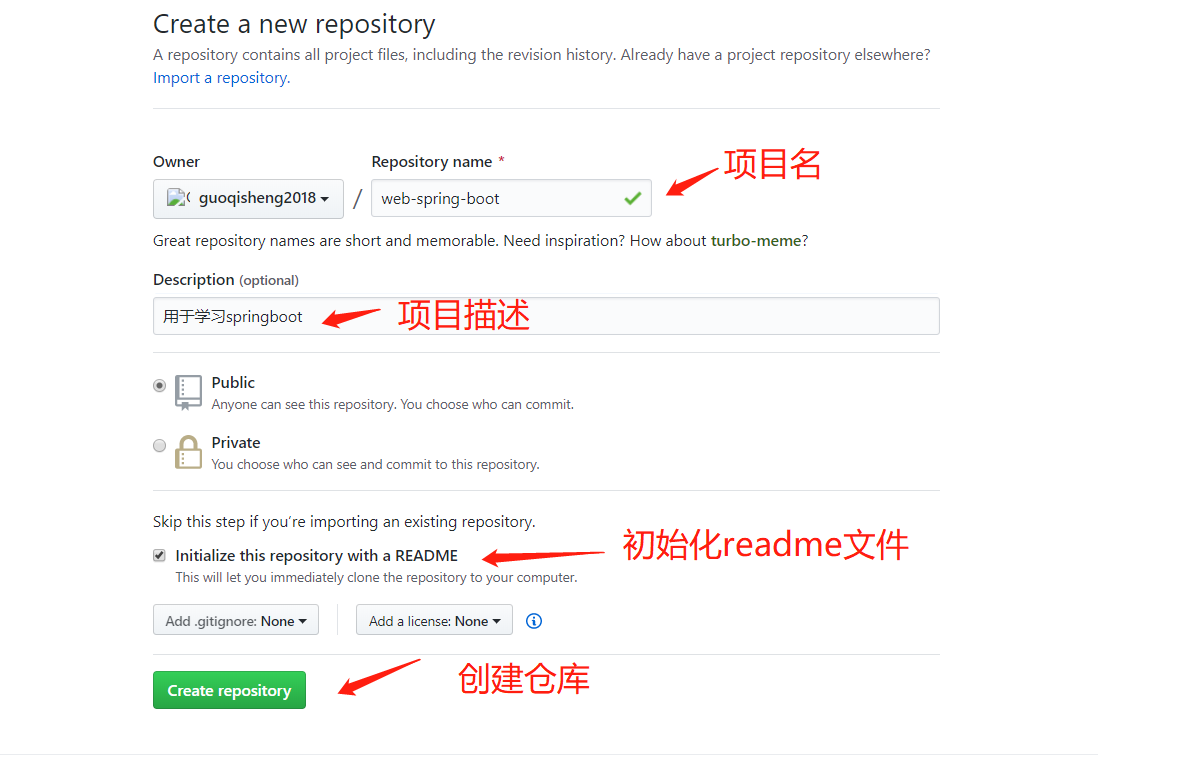 Create a new repository
A repository contains all project files, including the revision history. Already have a project repository elsewhere?
Import a repository.
Owner
Repository name *
项目名
guoqisheng2018
/
web-spring-boot
Great repository names are short and memorable. Need inspiration? How about turbo-meme?
Description (optional)
用于学习springboot
项目描述
Public
Anyone can see this repository. You choose who can commit.
Private
You choose who can see and commit to this repository.
Skip this step if you’re importing an existing repository.
Initialize this repository with a README
初始化readme文件
This will let you immediately clone the repository to your computer.
Add .gitignore: None
Add a license: None
Create repository
创建仓库